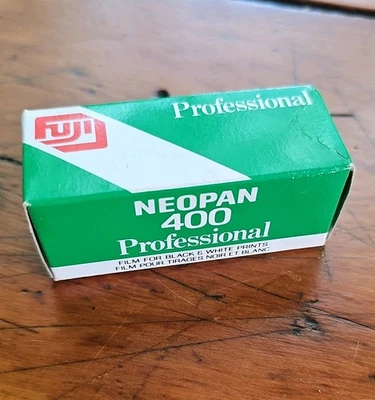 FUJI
Professional
NEOPAN
400
Professional
FILM FOR BLACK & WHITE PRINTS
FILM POUR TIRAGES NOIR ET BLANC